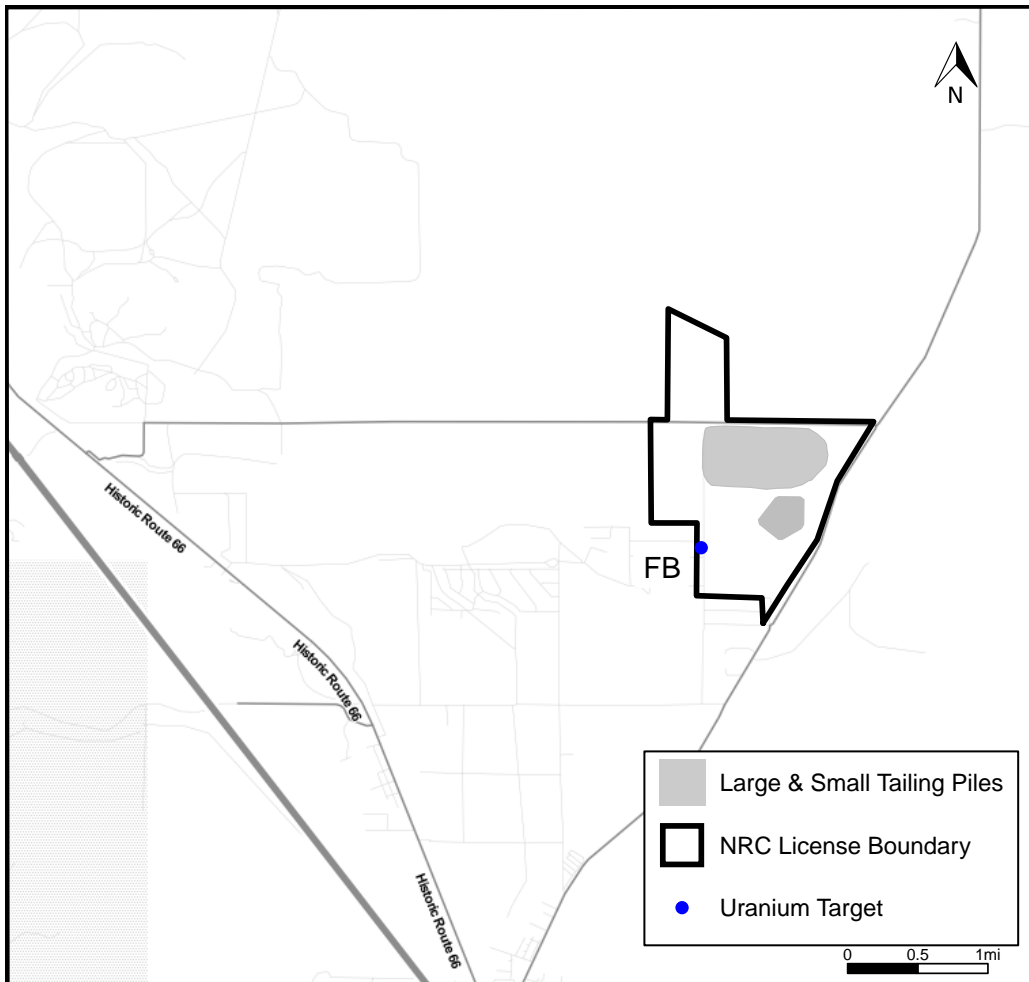 N
Historic Route 66
FB
Historic Route 66
Large & Small Tailing Piles
NRC License Boundary
Historic Route 66
Uranium Target
0 0.5 1mi